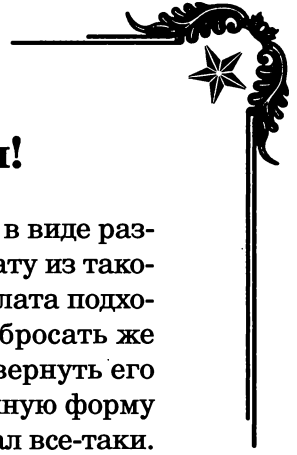 !
в виде раз-
ату из тако-
лата подхо-
бросать же
вернуть его
ную форму
ал все-таки.